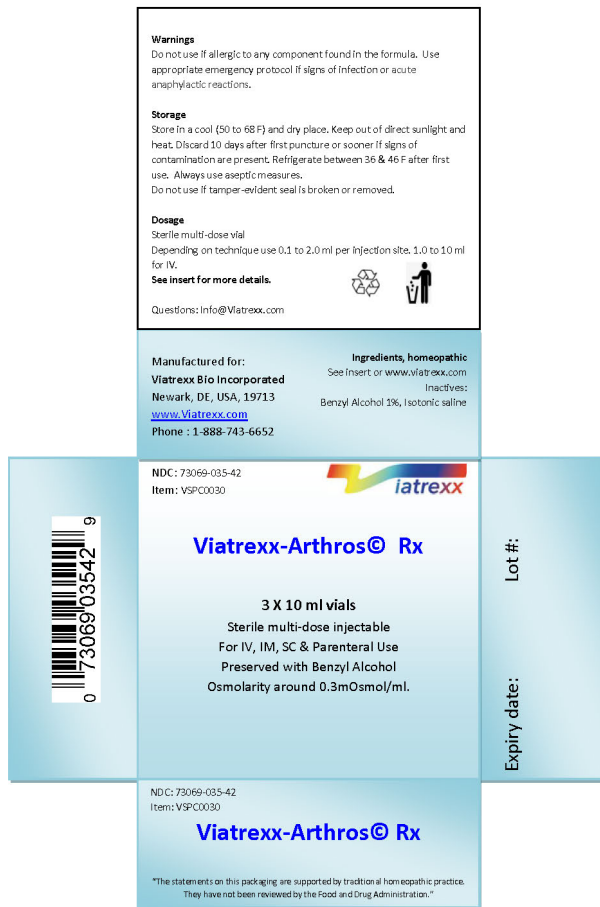 Warnings
Do not use if allergic to any component found in the formula. Use
appropriate emergency protocol if signs of infection or acute
anaphylactic reactions.
Storage
Store in a cool (50 to 68 F) and dry place. Keep out of direct sunlight and
heat. Discard 10 days after first puncture or sooner if signs of
contamination are present. Refrigerate between 36 & 46 F after first
use. Always use aseptic measures.
Do not use if tamper-evident seal is broken or removed.
Dosage
Sterile multi-dose vial
Depending on technique use 0.1 to 2.0 ml per injection site. 1.0 to 10 ml
for IV.
See insert for more details.
Questions: Info@Viatrexx.com
Manufactured for:
Viatrexx Bio Incorporated
Newark, DE, USA, 19713
www.Viatrexx.com
Phone : 1-888-743-6652
Ingredients, homeopathic
See insert or www.viatrexx.com
Inactives:
Benzyl Alcohol 1%, Isotonic saline
NDC: 73069-035-42
Item: VSPC0030
Viatrexx
Viatrexx-Arthros© Rx
3 X 10 ml vials
Sterile multi-dose injectable
For IV, IM, SC & Parenteral Use
Preserved with Benzyl Alcohol
Osmolarity around 0.3mOsmol/ml.
0 73069 03542 9
Lot #:
Expiry date:
NDC: 73069-035-42
Item: VSPC0030
Viatrexx-Arthros© Rx
"The statements on this packaging are supported by traditional homeopathic practice.
They have not been reviewed by the Food and Drug Administration."